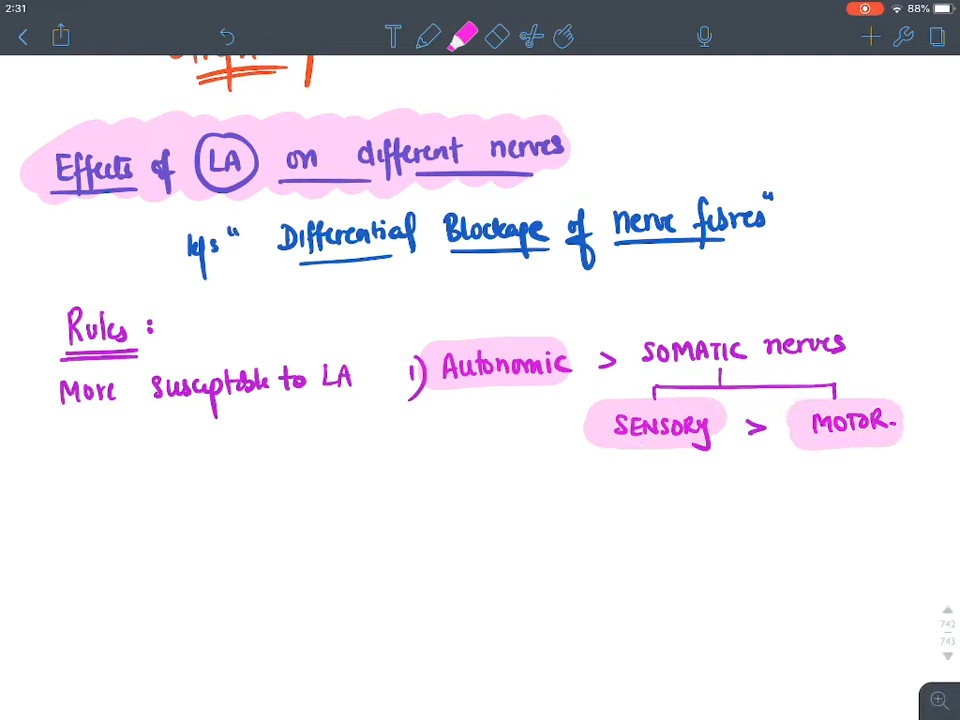 2:31
88%
T
Effects of LA on different nerves
" Differential Blockage of Nerve fibres "
Rules :
More susceptible to LA 1) Autonomic > SOMATIC nerves
SENSORY > MOTOR.
742
743